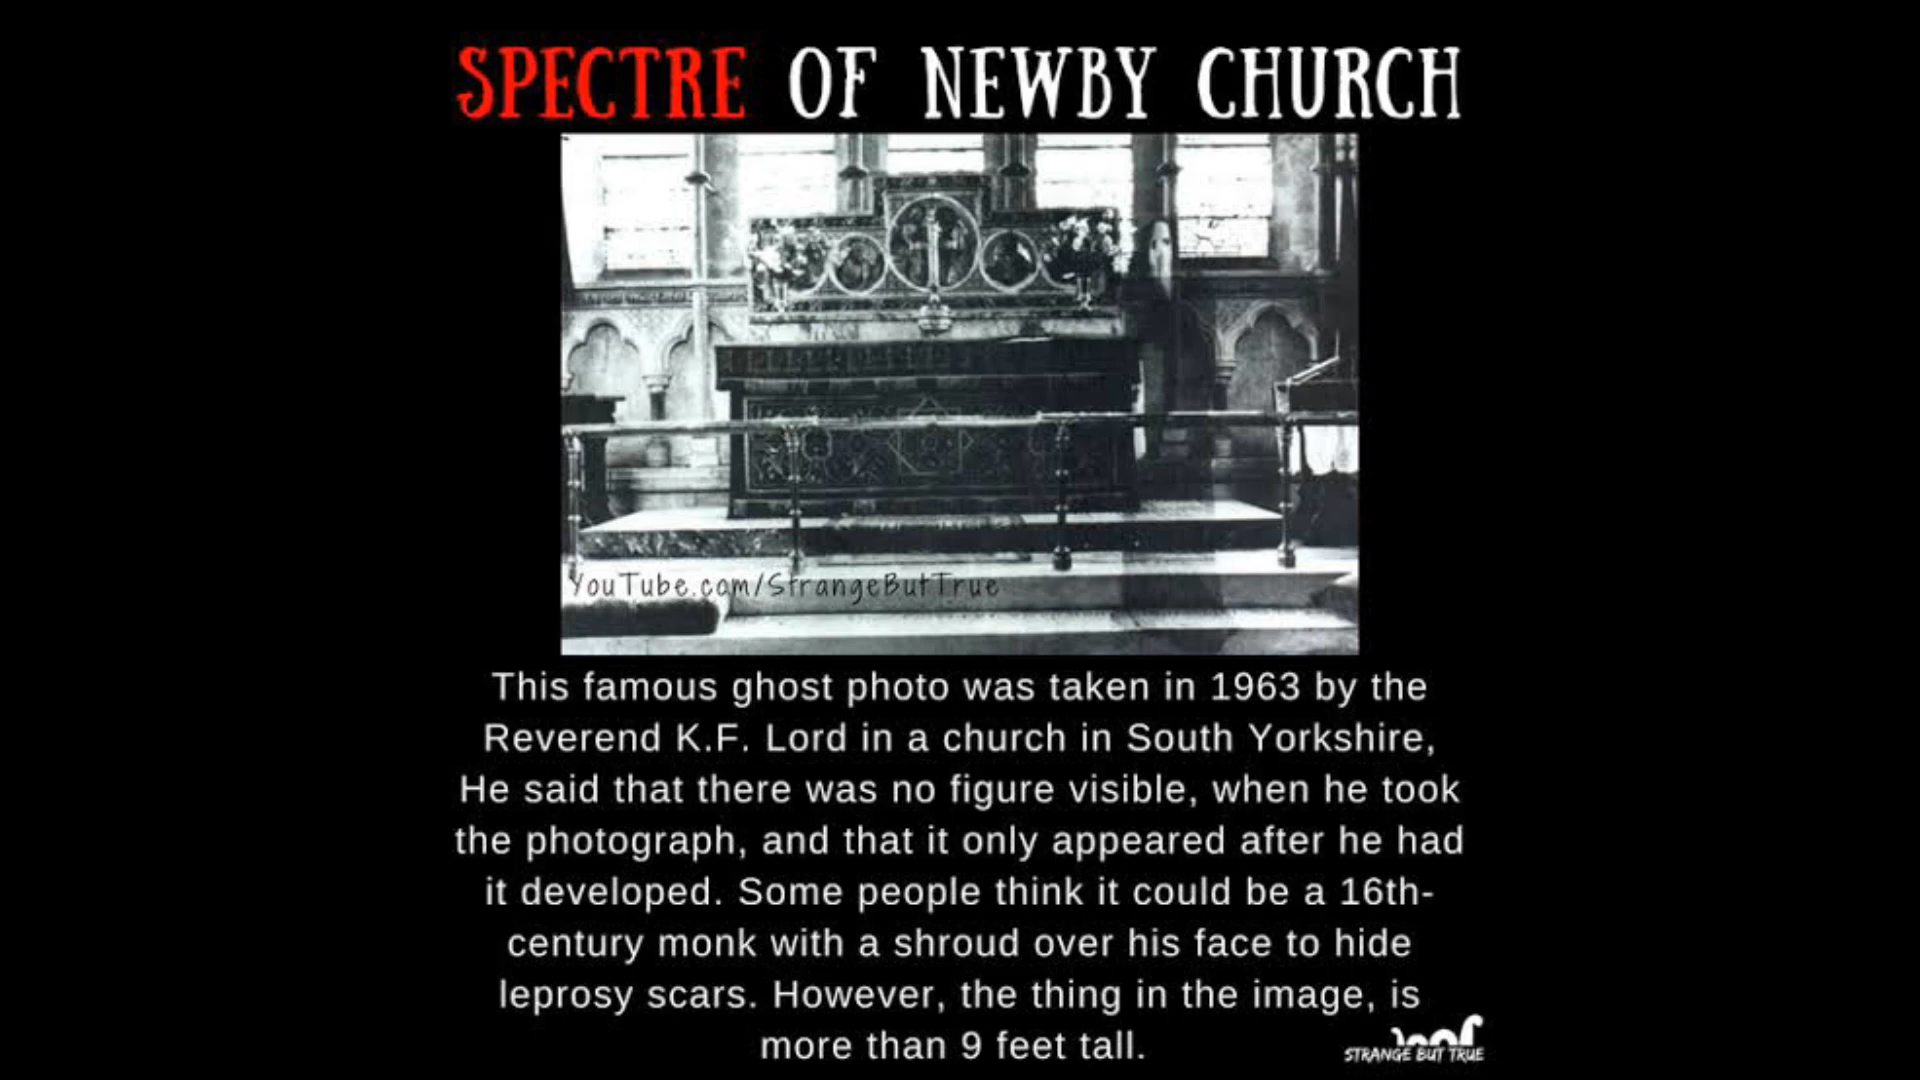 SPECTRE OF NEWBY CHURCH
YouTube.com/StrangeButTrue
This famous ghost photo was taken in 1963 by the
Reverend K.F. Lord in a church in South Yorkshire,
He said that there was no figure visible, when he took
the photograph, and that it only appeared after he had
it developed. Some people think it could be a 16th-
century monk with a shroud over his face to hide
leprosy scars. However, the thing in the image, is
more than 9 feet tall.
STRANGE BUT TRUE